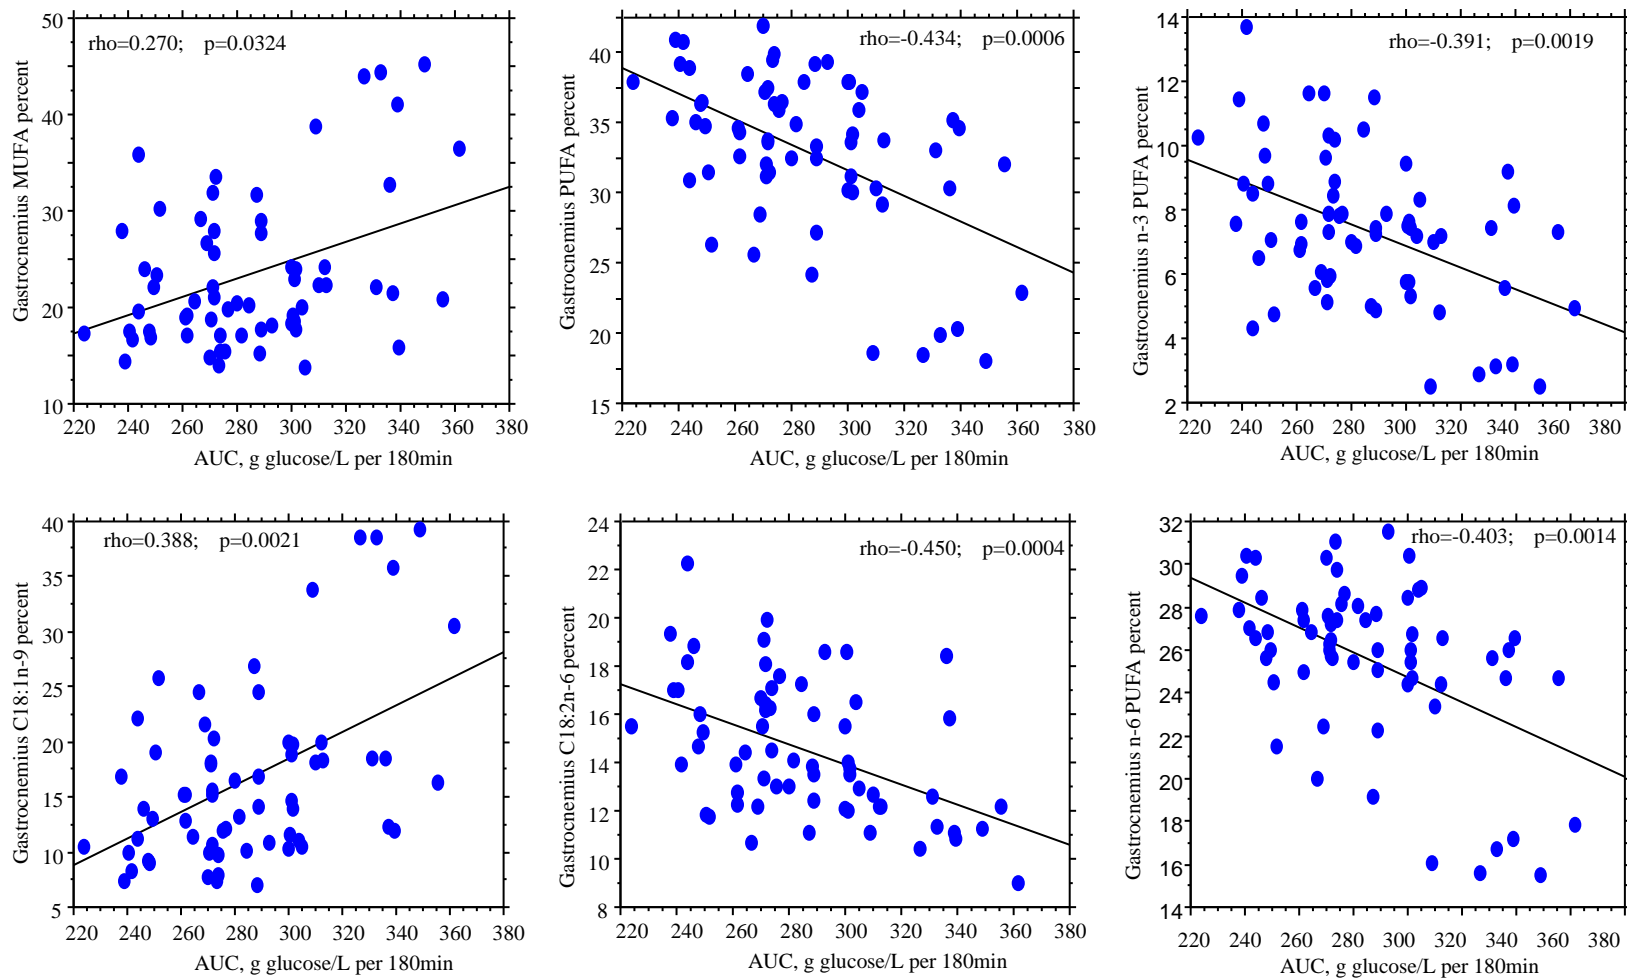 50
40
30
20
10
220 240 260 280 300 320 340 360 380
Gastrocnemius MUFA percent
AUC, g glucose/L per 180min
rho=0.270; p=0.0324
40
35
30
25
20
15
220 240 260 280 300 320 340 360 380
Gastrocnemius PUFA percent
AUC, g glucose/L per 180min
rho=-0.434; p=0.0006
14
12
10
8
6
4
2
220 240 260 280 300 320 340 360 380
Gastrocnemius n-3 PUFA percent
AUC, g glucose/L per 180min
rho=-0.391; p=0.0019
40
35
30
25
20
15
10
5
220 240 260 280 300 320 340 360 380
Gastrocnemius C18:1n-9 percent
AUC, g glucose/L per 180min
rho=0.388; p=0.0021
24
22
20
18
16
14
12
10
8
220 240 260 280 300 320 340 360 380
Gastrocnemius C18:2n-6 percent
AUC, g glucose/L per 180min
rho=-0.450; p=0.0004
32
30
28
26
24
22
20
18
16
14
220 240 260 280 300 320 340 360 380
Gastrocnemius n-6 PUFA percent
AUC, g glucose/L per 180min
rho=-0.403; p=0.0014